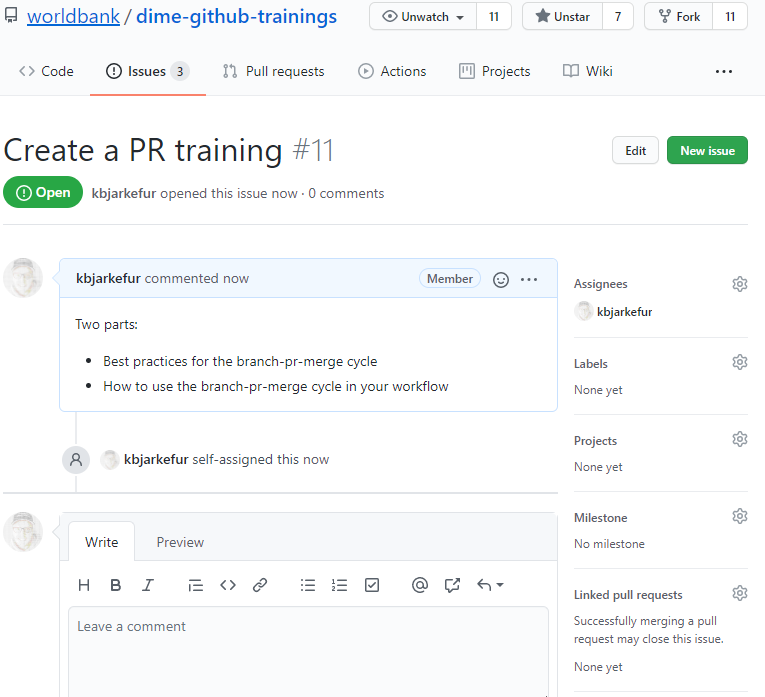 worldbank / dime-github-trainings Unwatch 11 Unstar 7 Fork 11
Code Issues 3 Pull requests Actions Projects Wiki
Create a PR training #11
Edit New issue
Open kbjarkefur opened this issue now · 0 comments
kbjarkefur commented now Member
Two parts:
• Best practices for the branch-pr-merge cycle
• How to use the branch-pr-merge cycle in your workflow
kbjarkefur self-assigned this now
Write Preview
H B I
Leave a comment
Assignees
kbjarkefur
Labels
None yet
Projects
None yet
Milestone
No milestone
Linked pull requests
Successfully merging a pull
request may close this issue.
None yet